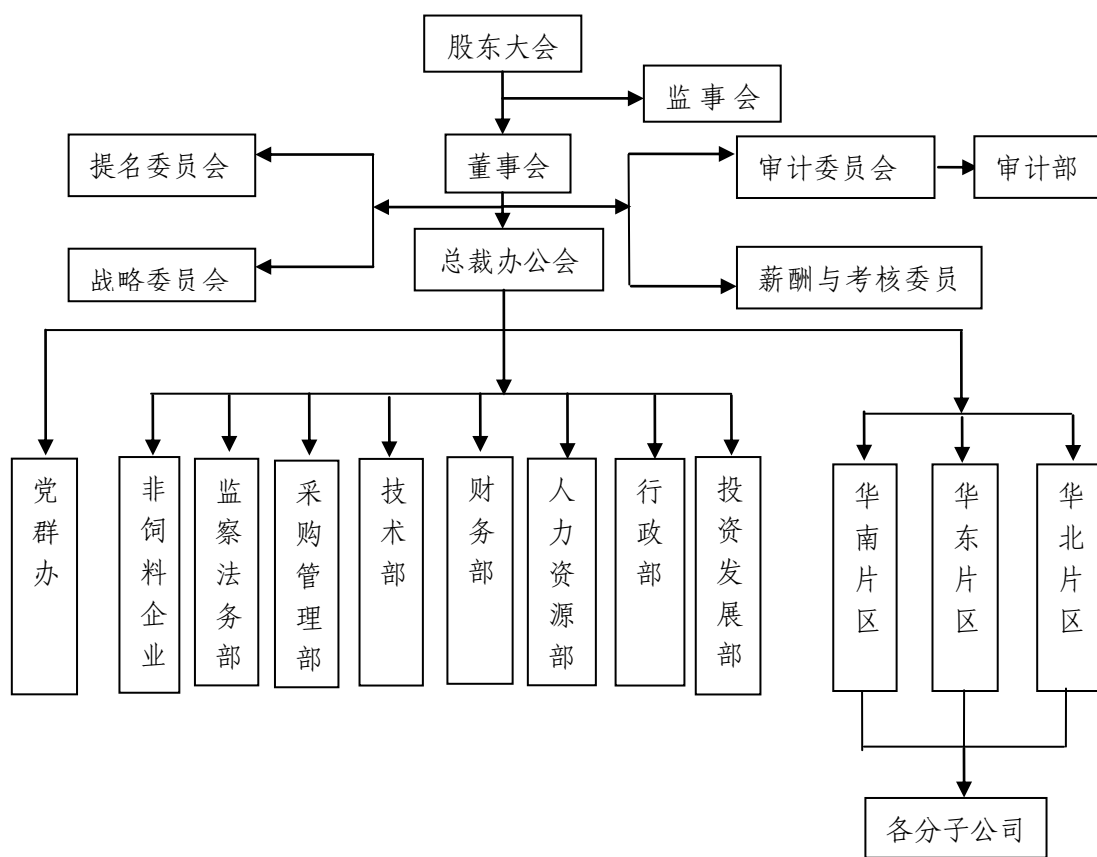 股东大会
监事会
提名委员会
董事会
审计委员会
审计部
战略委员会
总裁办公会
薪酬与考核委员
党群办
非饲料企业
监察法务部
采购管理部
技术部
财务部
人力资源部
行政部
投资发展部
华南片区
华东片区
华北片区
各分子公司